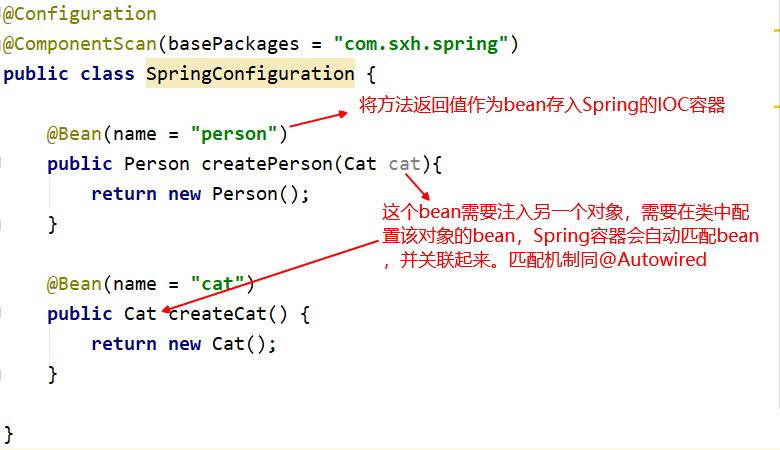 @Configuration
@ComponentScan(basePackages = "com.sxh.spring")
public class SpringConfiguration {
将方法返回值作为bean存入Spring的IOC容器
@Bean(name = "person")
public Person createPerson(Cat cat){
return new Person();
}
这个bean需要注入另一个对象，需要在类中配
置该对象的bean，Spring容器会自动匹配bean
，并关联起来。匹配机制同@Autowired
@Bean(name = "cat")
public Cat createCat() {
return new Cat();
}
}